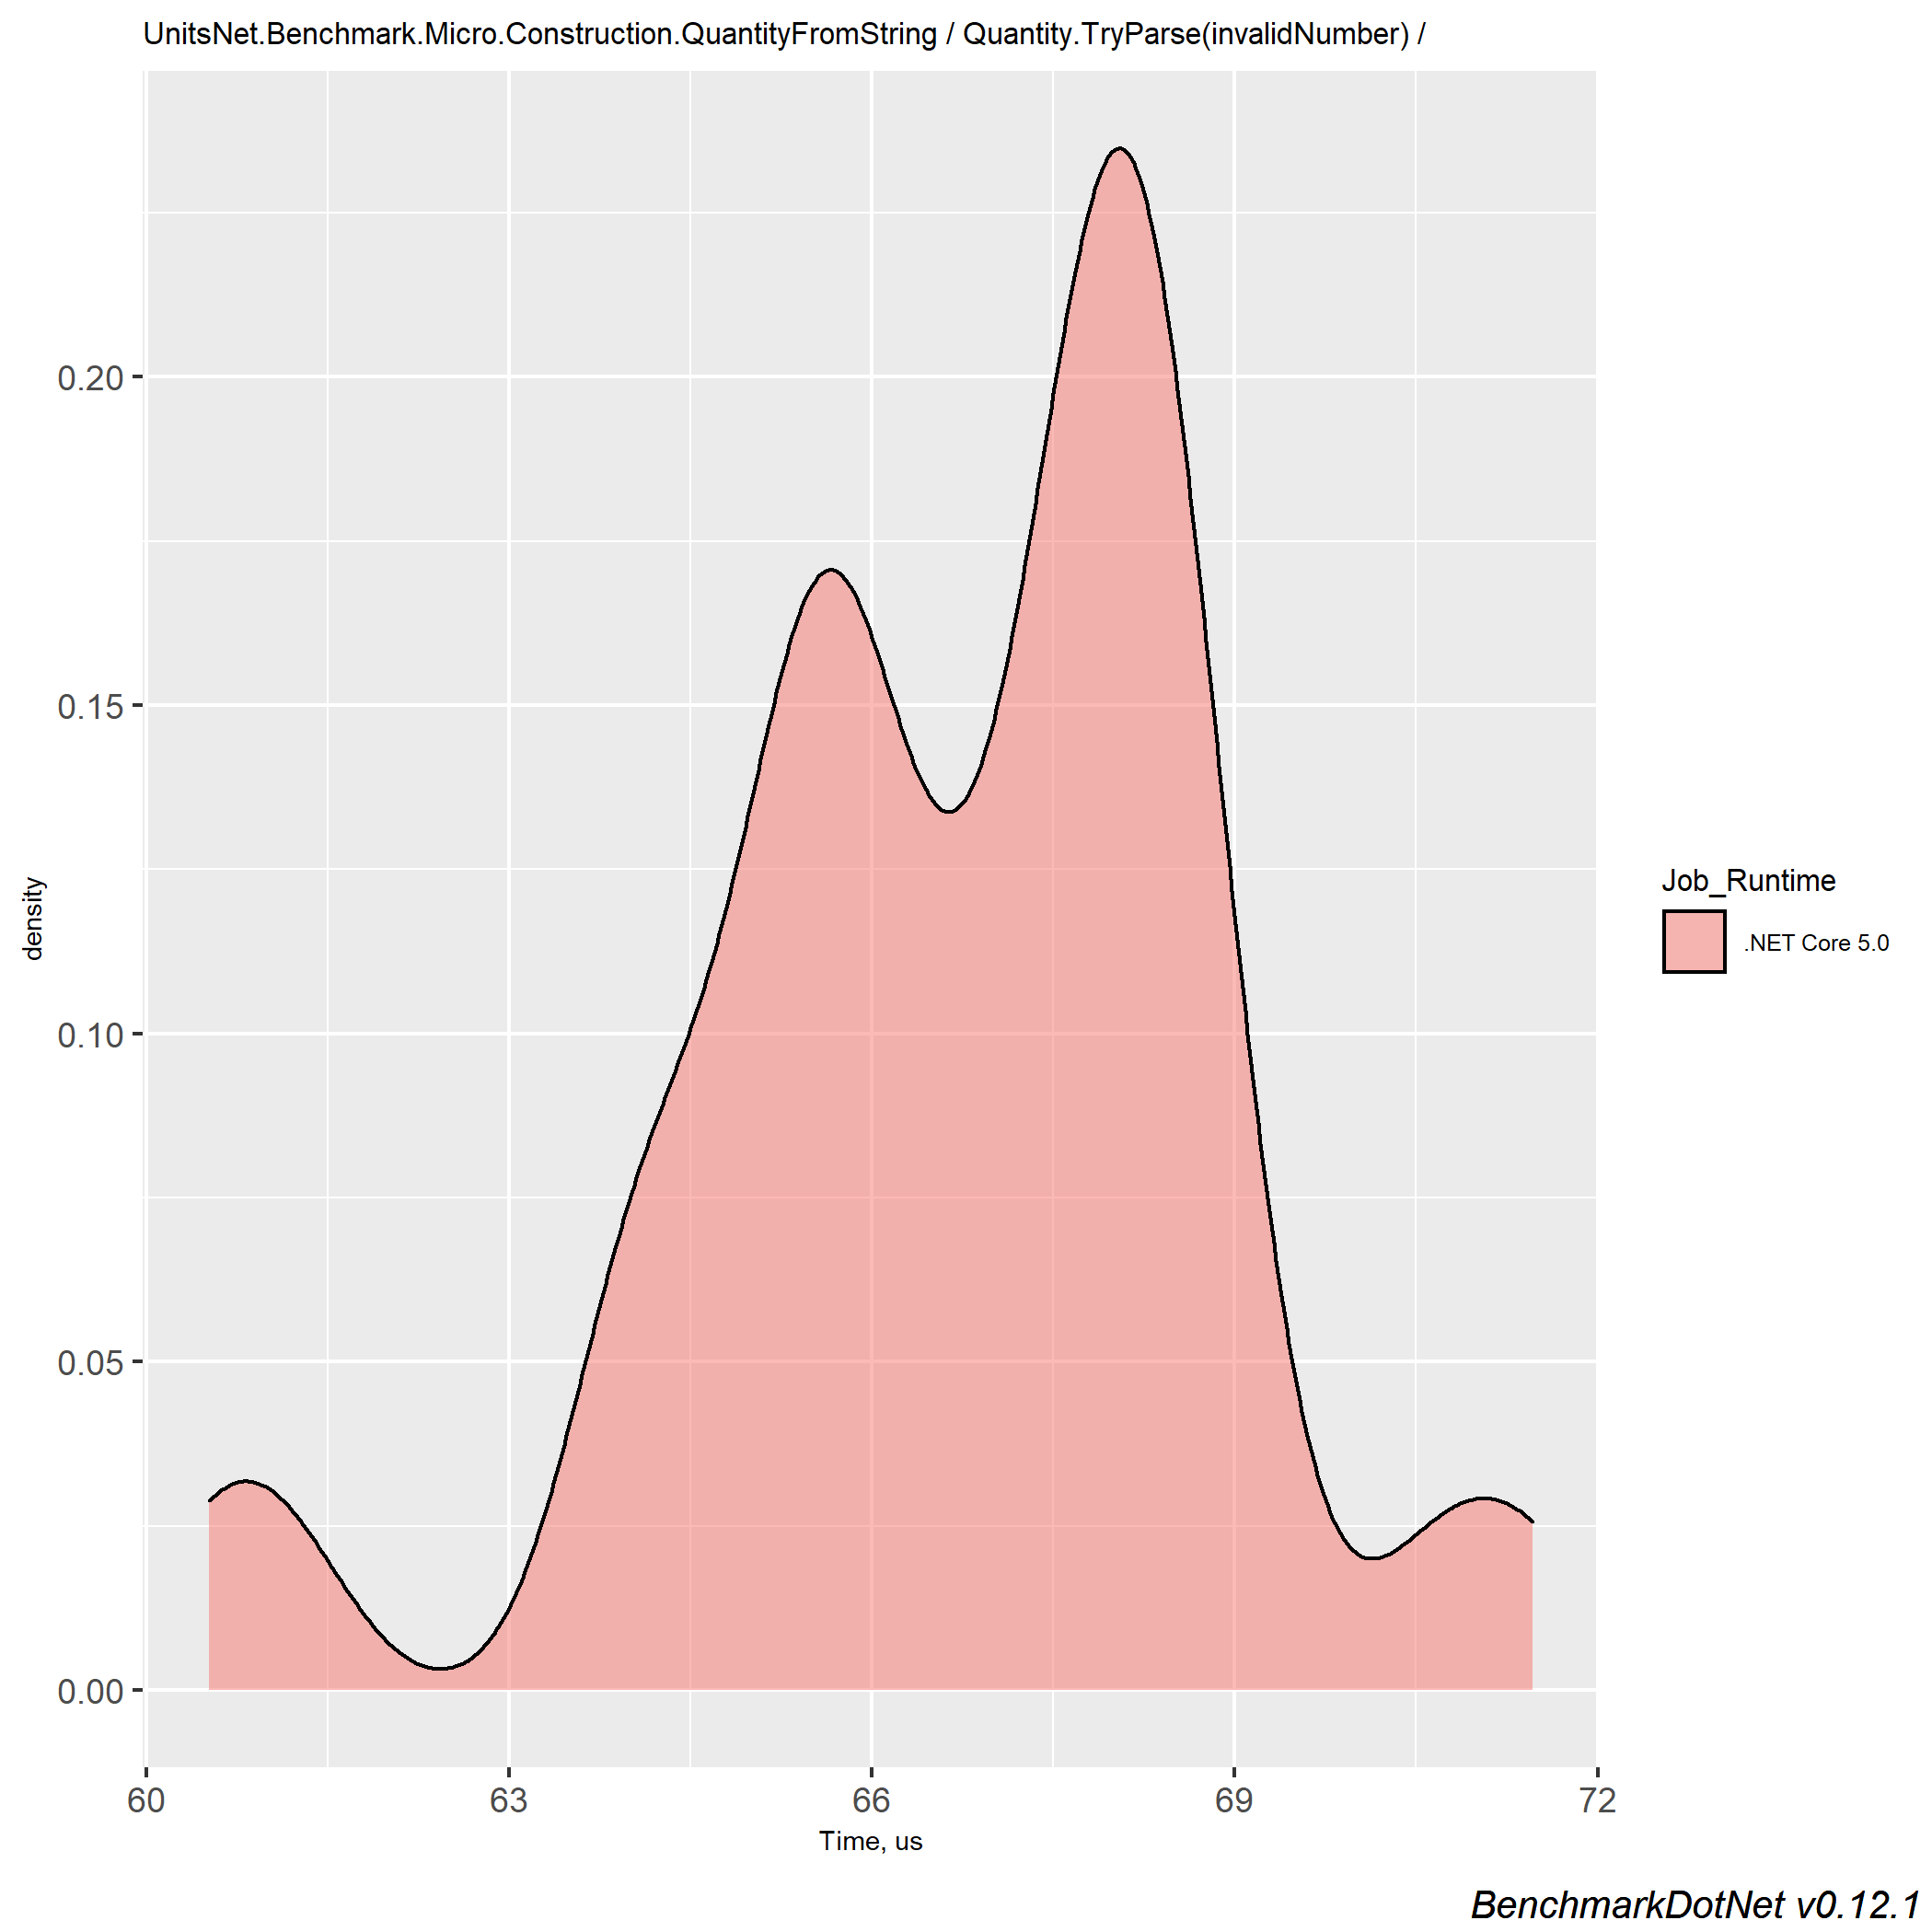 UnitsNet.Benchmark.Micro.Construction.QuantityFromString / Quantity.TryParse(invalidNumber) /
0.20
0.15
0.10
0.05
0.00
density
60 63 66 69 72
Time, us
Job_Runtime
.NET Core 5.0
BenchmarkDotNet v0.12.1